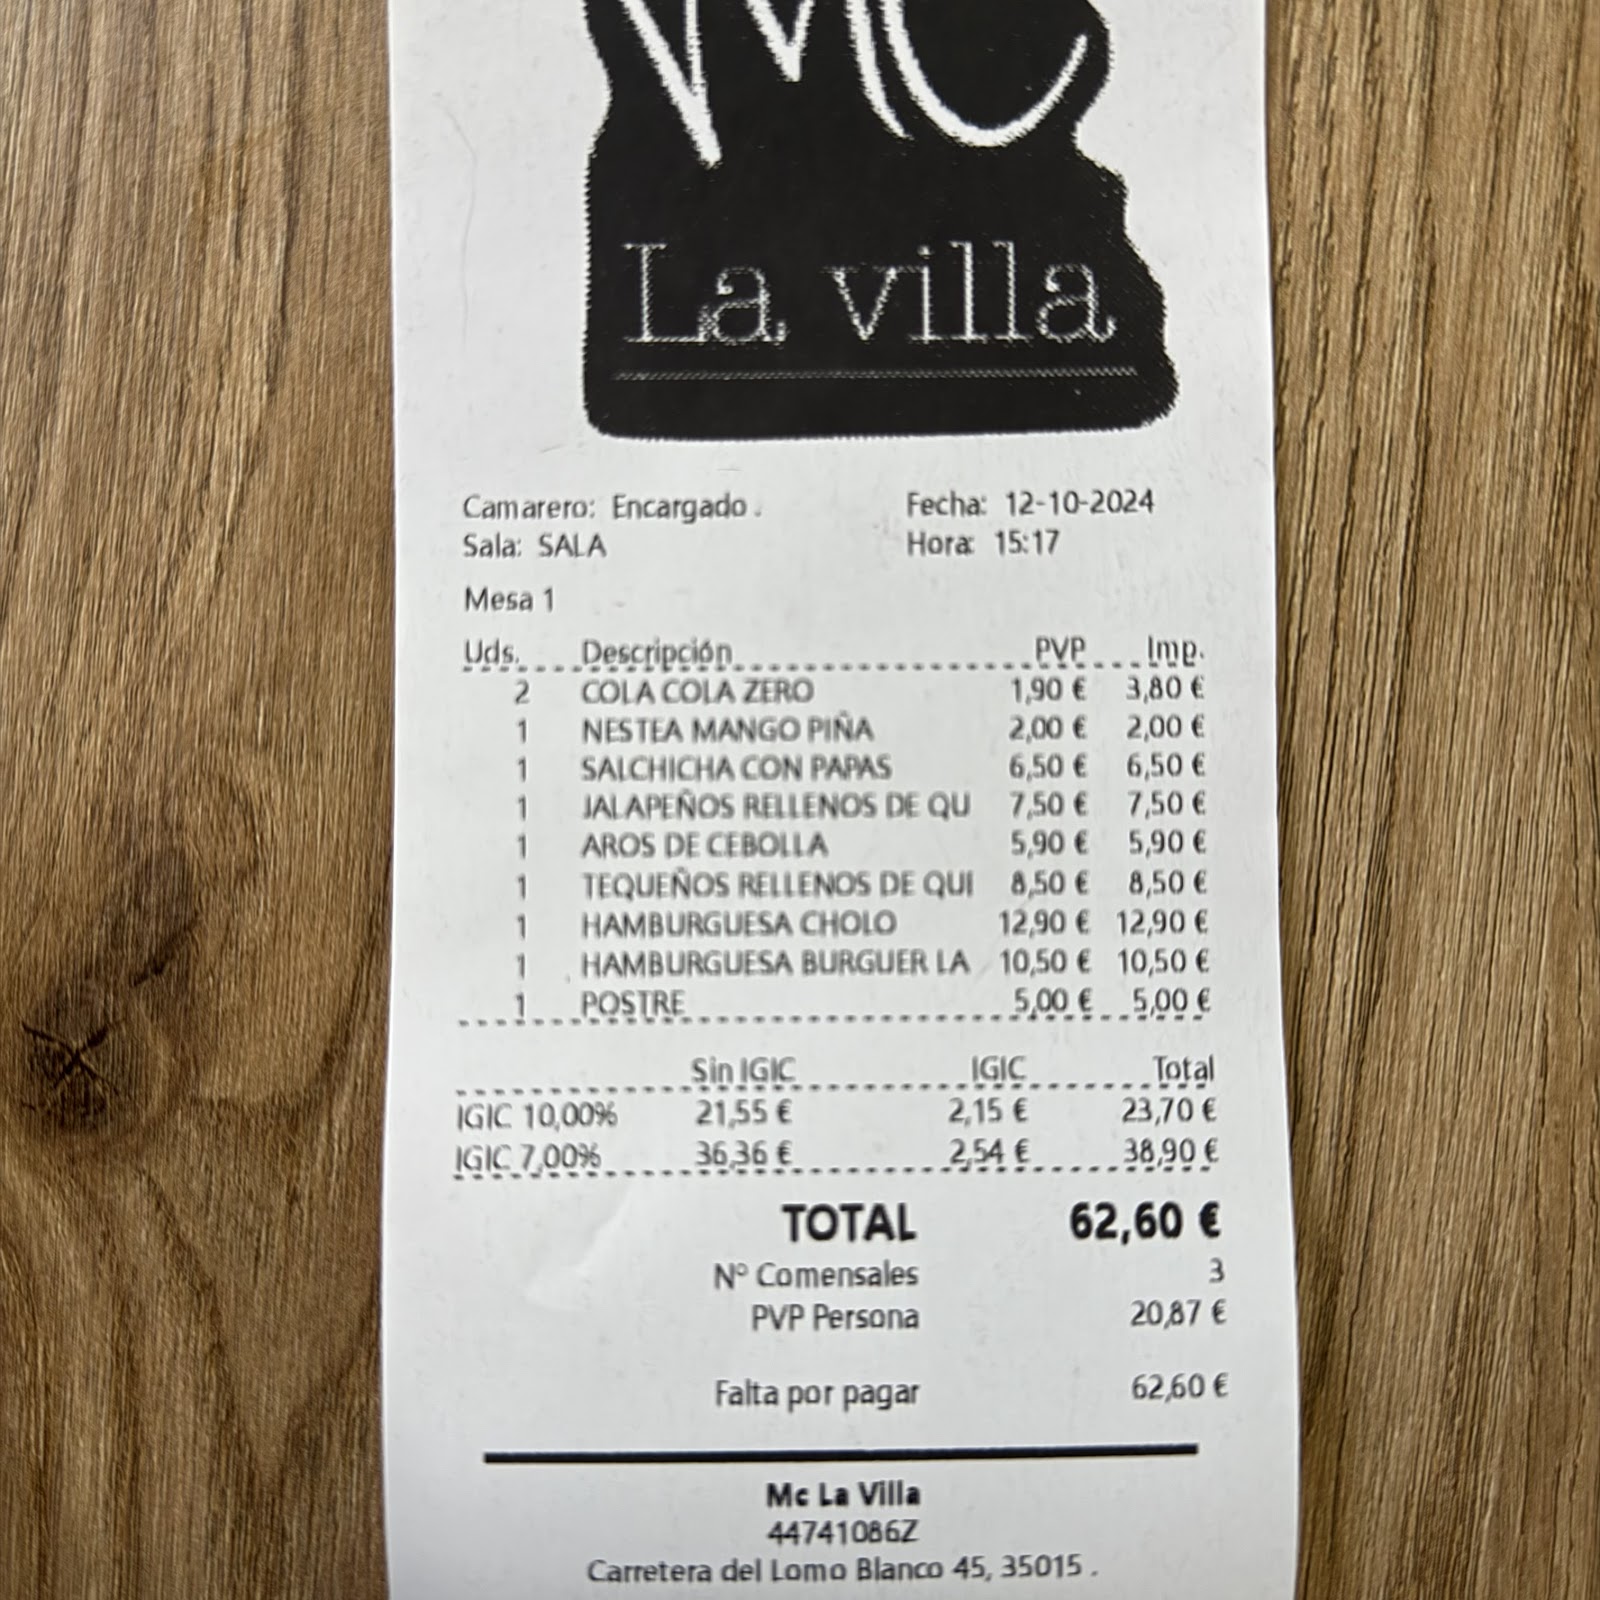 MC
La villa
Camarero: Encargado .
Fecha: 12-10-2024
Sala: SALA
Hora: 15:17
Mesa 1
Uds. Descripción PVP Imp.
2 COLA COLA ZERO 1,90 € 3,80 €
1 NESTEA MANGO PIÑA 2,00 € 2,00 €
1 SALCHICHA CON PAPAS 6,50 € 6,50 €
1 JALAPEÑOS RELLENOS DE QU 7,50 € 7,50 €
1 AROS DE CEBOLLA 5,90 € 5,90 €
1 TEQUEÑOS RELLENOS DE QUE 8,50 € 8,50 €
1 HAMBURGUESA CHOLO 12,90 € 12,90 €
1 HAMBURGUESA BURGUER LA 10,50 € 10,50 €
1 POSTRE 5,00 € 5,00 €
Sin IGIC IGIC Total
IGIC 10,00% 21,55 € 2,15 € 23,70 €
IGIC 7,00% 36,36 € 2,54 € 38,90 €
TOTAL 62,60 €
Nº Comensales 3
PVP Persona 20,87 €
Falta por pagar 62,60 €
Mc La Villa
44741086Z
Carretera del Lomo Blanco 45, 35015 .